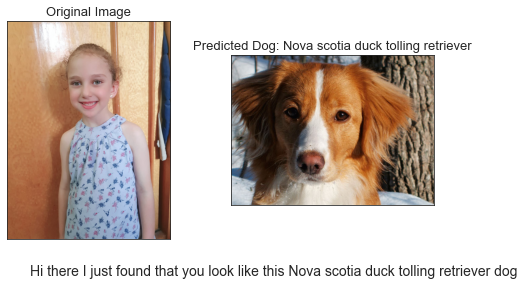 Original Image
Predicted Dog: Nova scotia duck tolling retriever
Hi there I just found that you look like this Nova scotia duck tolling retriever dog